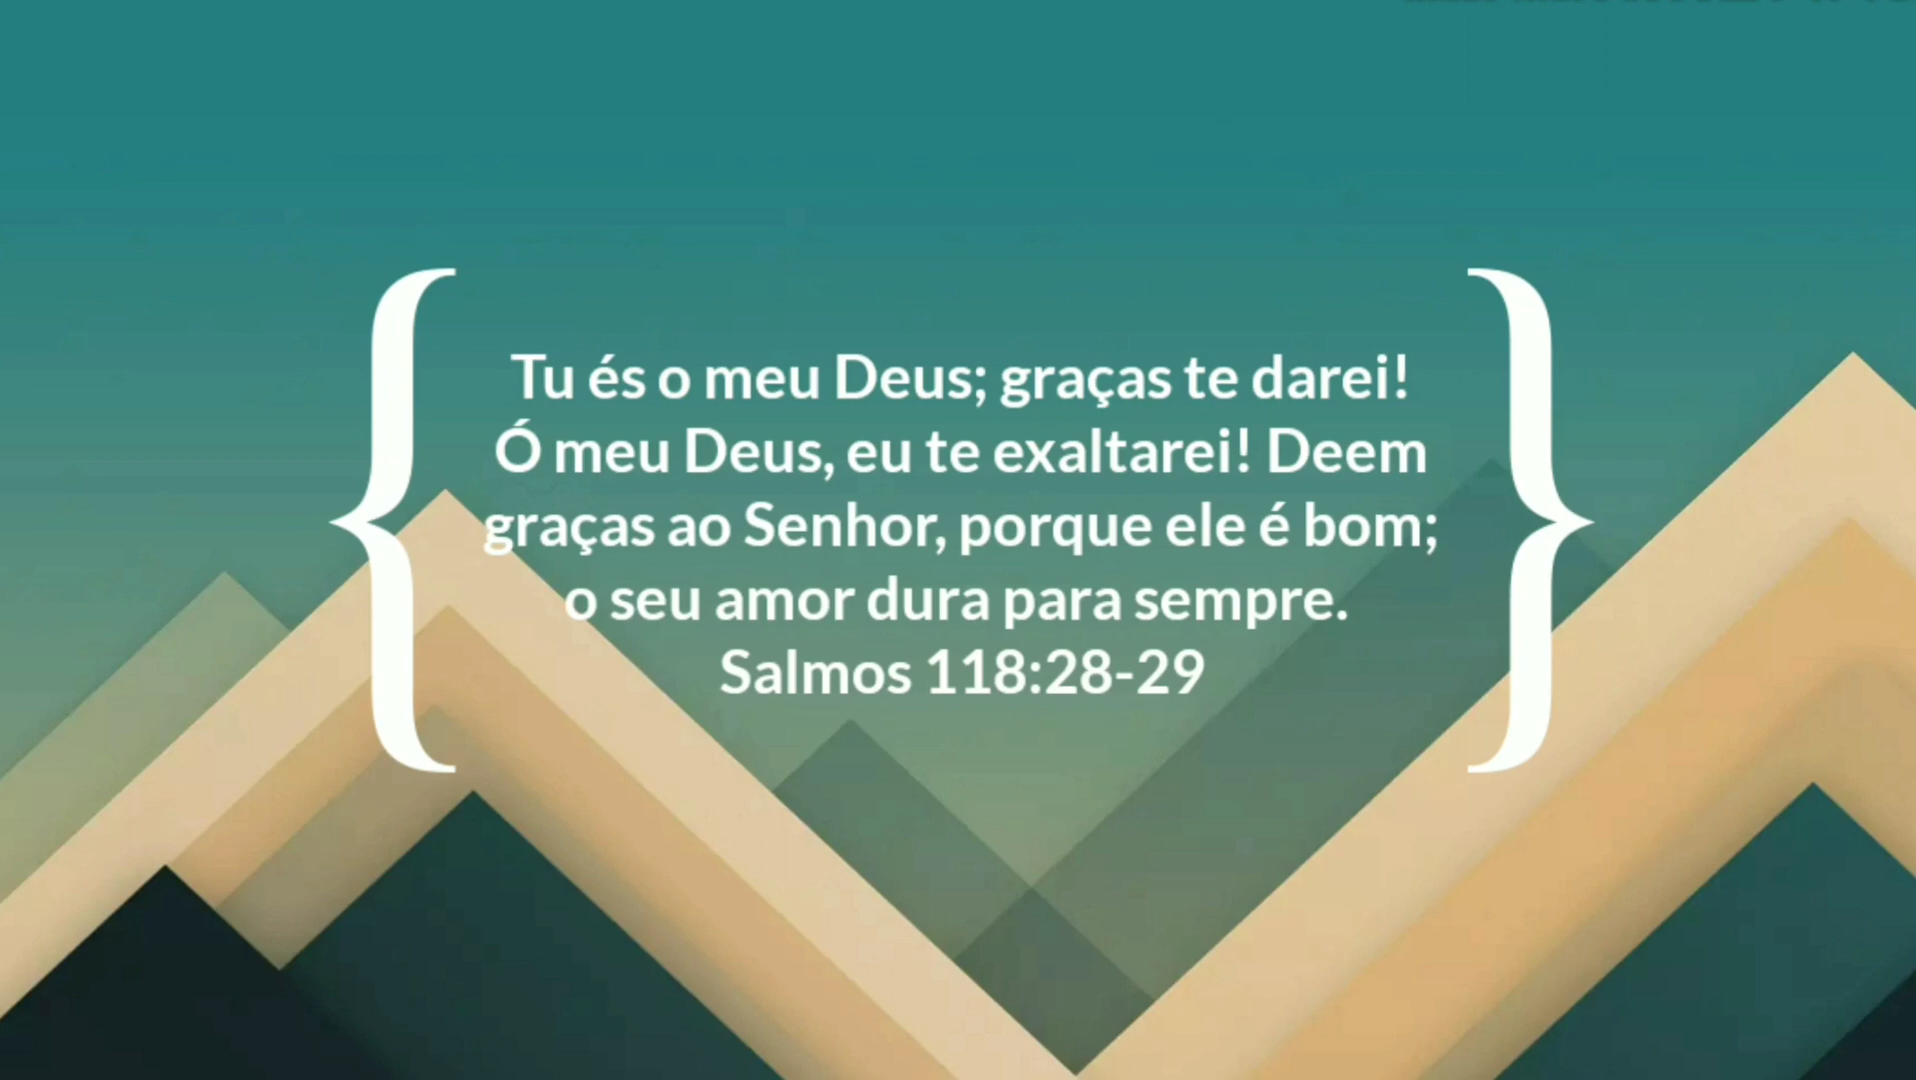 Tu és o meu Deus; graças te darei!
Ó meu Deus, eu te exaltarei! Deem
graças ao Senhor, porque ele é bom;
o seu amor dura para sempre.
Salmos 118:28-29